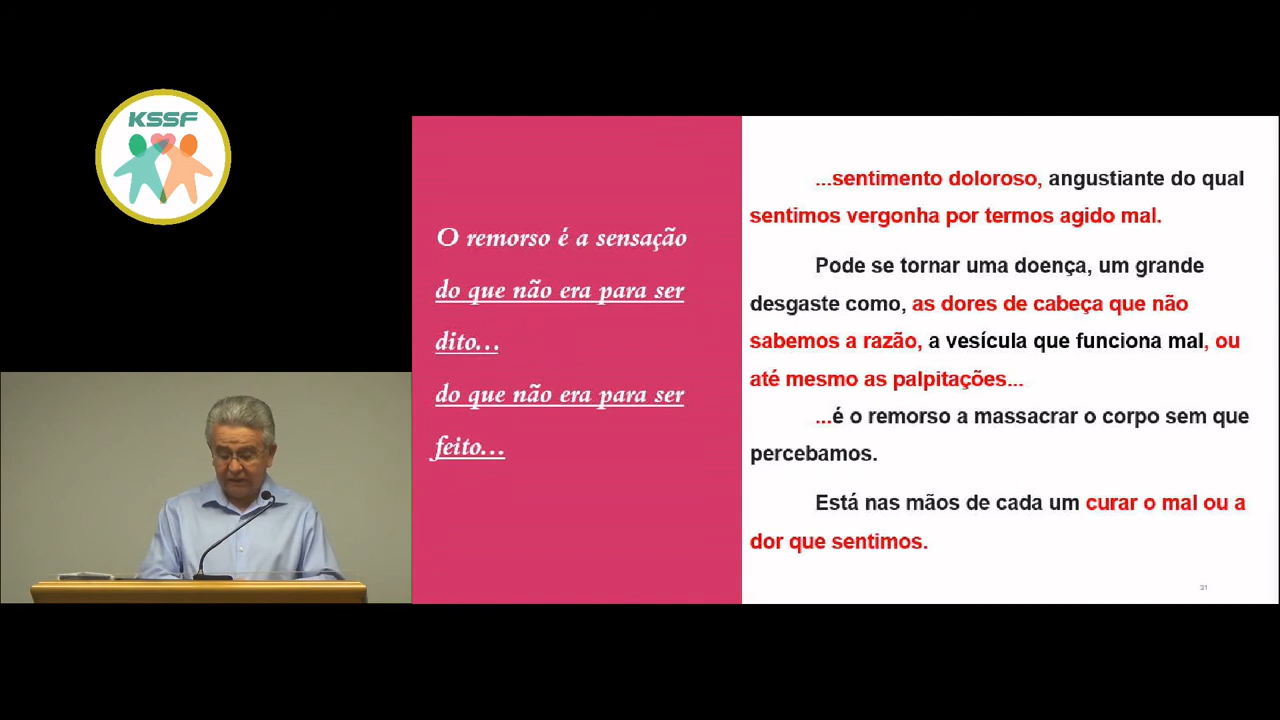 KSSF
O remorso é a sensação
do que não era para ser
dito...
do que não era para ser
feito...
...sentimento doloroso, angustiante do qual
sentimos vergonha por termos agido mal.
Pode se tornar uma doença, um grande
desgaste como, as dores de cabeça que não
sabemos a razão, a vesícula que funciona mal, ou
até mesmo as palpitações...
...é o remorso a massacrar o corpo sem que
percebamos.
Está nas mãos de cada um curar o mal ou a
dor que sentimos.
31